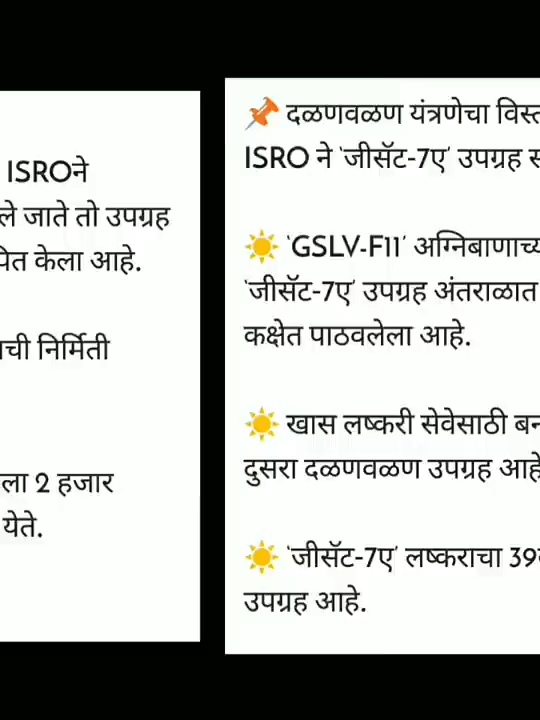 ISROने
ले जाते तो उपग्रह
केला आहे.
निर्मिती
2 हजार
येते.
📌 दळणवळण यंत्रणेचा
ISRO ने 'जीसॅट-7ए' उपग्रह
☀️ 'GSLV-F11' अग्निबाणाच्य
'जीसॅट-7ए' उपग्रह अंतराळात
कक्षेत पाठवलेला आहे.
☀️ खास लष्करी सेवेसाठी
दुसरा दळणवळण उपग्रह आहे
☀️ 'जीसॅट-7ए' लष्कराचा 39
उपग्रह आहे.